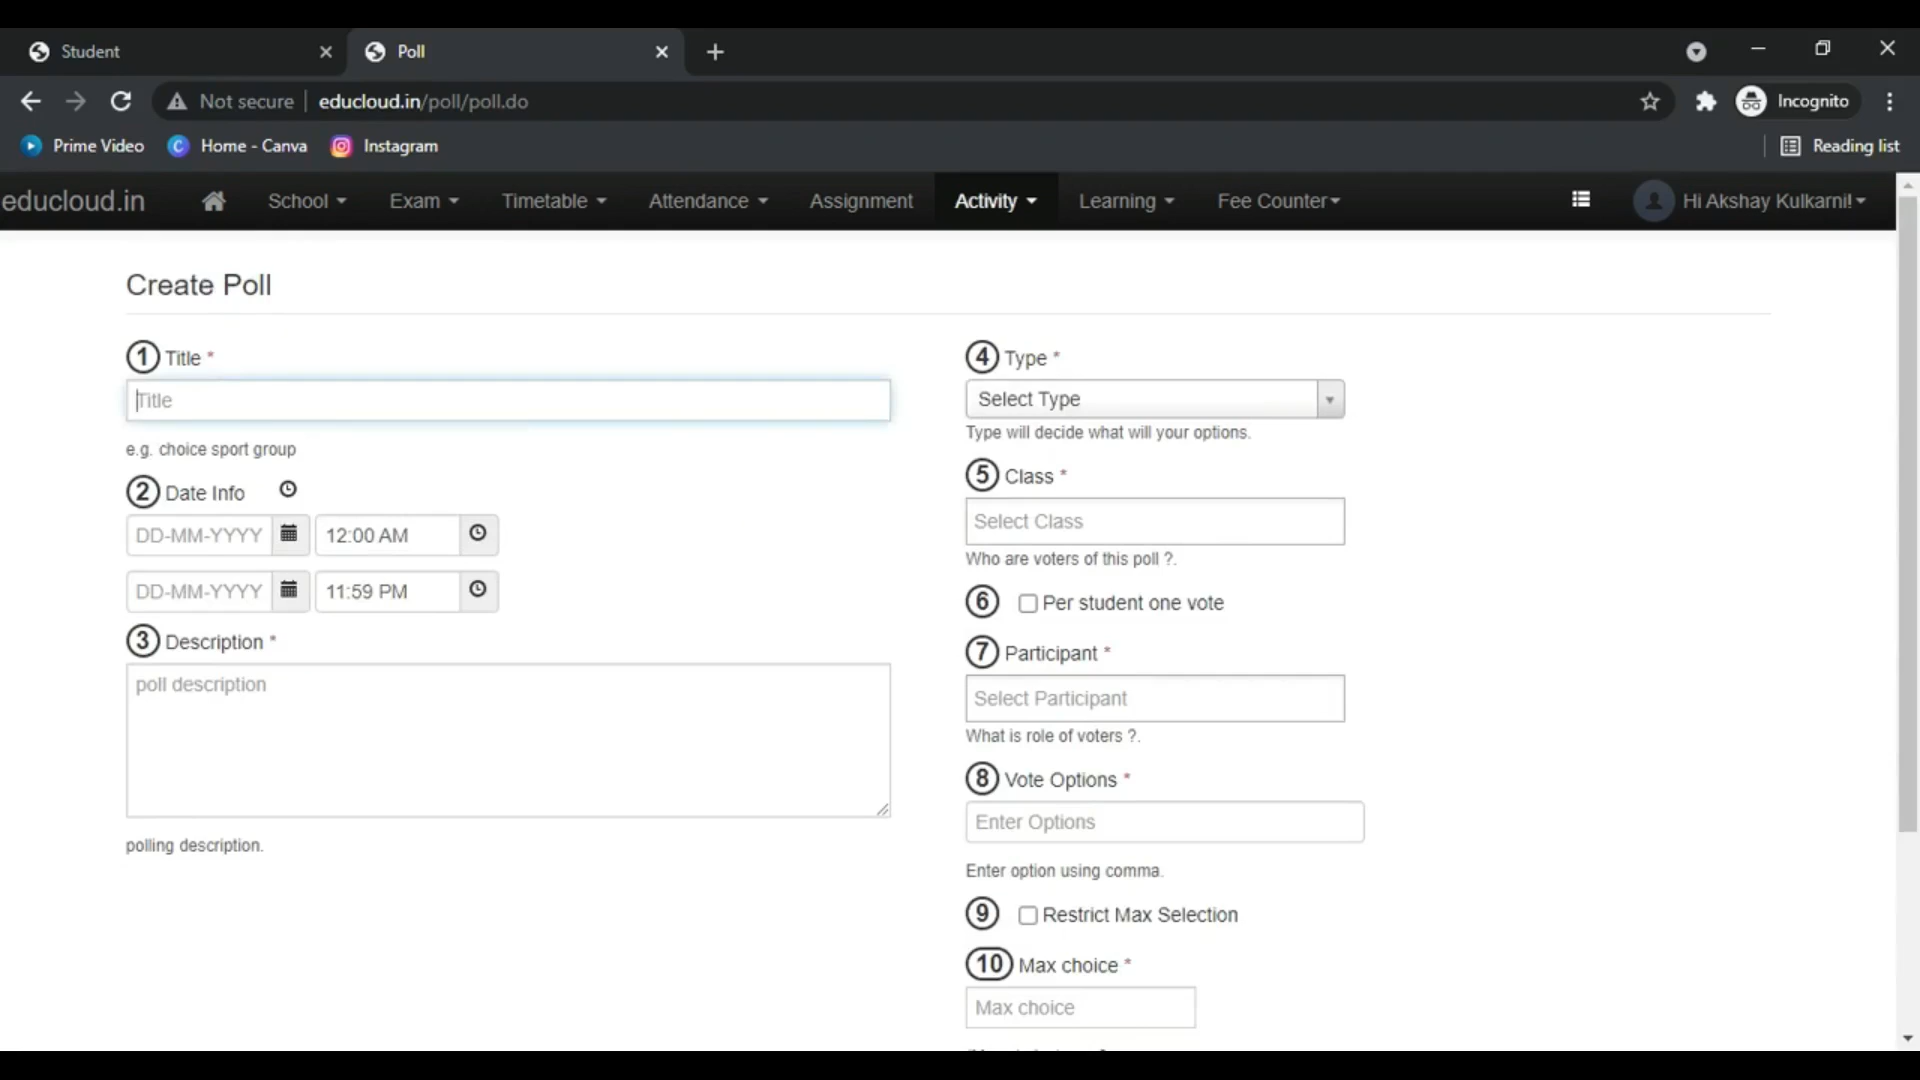 Student
Poll
Not secure educloud.in/poll/poll.do
Incognito
Prime Video
Home - Canva
Instagram
Reading list
educloud.in
School
Exam
Timetable
Attendance
Assignment
Activity
Learning
Fee Counter
Hi Akshay Kulkarni!
Create Poll
1 Title *
Title
e.g. choice sport group
2 Date Info
DD-MM-YYYY 12:00 AM
DD-MM-YYYY 11:59 PM
3 Description *
poll description
polling description.
4 Type *
Select Type
Type will decide what will your options.
5 Class *
Select Class
Who are voters of this poll ?.
6 Per student one vote
7 Participant *
Select Participant
What is role of voters ?.
8 Vote Options *
Enter Options
Enter option using comma.
9 Restrict Max Selection
10 Max choice *
Max choice